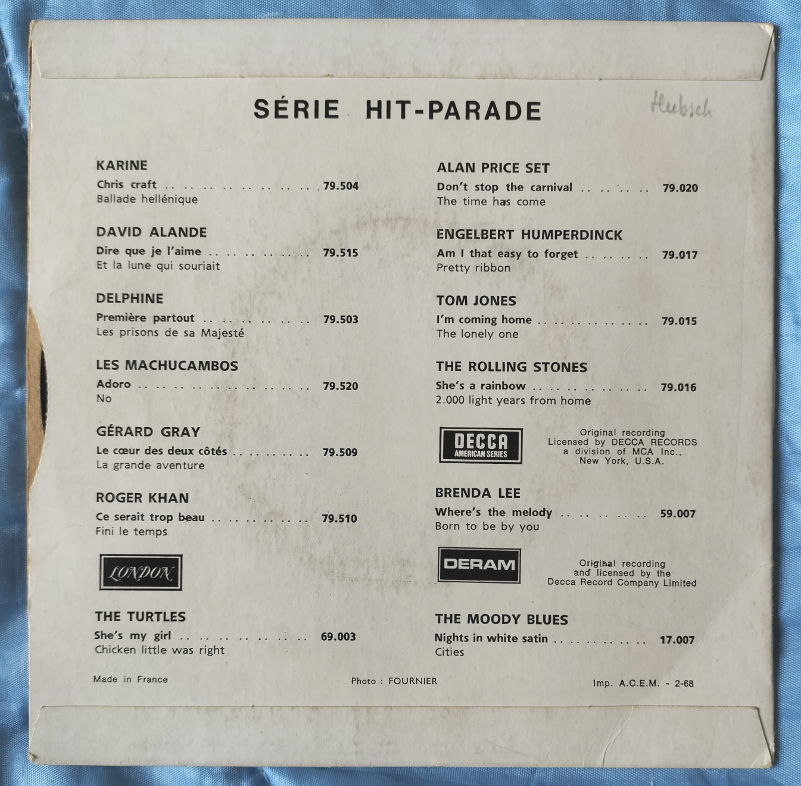 SÉRIE HIT-PARADE
Hubsch
KARINE
Chris craft .. .. .. .. .. .. .. .. .. . 79.504
Ballade hellénique
DAVID ALANDE
Dire que je l'aime .. .. .. .. .. .. . 79.515
Et la lune qui souriait
DELPHINE
Première partout .. .. .. .. .. .. .. 79.503
Les prisons de sa Majesté
LES MACHUCAMBOS
Adoro .. .. .. .. .. .. .. .. .. .. .. 79.520
No
GÉRARD GRAY
Le cœur des deux côtés .. .. .. .. .. 79.509
La grande aventure
ROGER KHAN
Ce serait trop beau .. .. .. .. .. .. 79.510
Fini le temps
LONDON
THE TURTLES
She's my girl .. .. .. .. .. .. .. .. 69.003
Chicken little was right
ALAN PRICE SET
Don't stop the carnival .. .. .. .. 79.020
The time has come
ENGELBERT HUMPERDINCK
Am I that easy to forget .. .. .. .. 79.017
Pretty ribbon
TOM JONES
I'm coming home .. .. .. .. .. .. . 79.015
The lonely one
THE ROLLING STONES
She's a rainbow .. .. .. .. .. .. .. 79.016
2.000 light years from home
DECCA
AMERICAN SERIES
Original recording
Licensed by DECCA RECORDS
a division of MCA Inc.,
New York, U.S.A.
BRENDA LEE
Where's the melody .. .. .. .. .. 59.007
Born to be by you
DERAM
Original recording
and licensed by the
Decca Record Company Limited
THE MOODY BLUES
Nights in white satin .. .. .. .. .. . 17.007
Cities
Made in France
Photo : FOURNIER
Imp. A.C.E.M. - 2-68